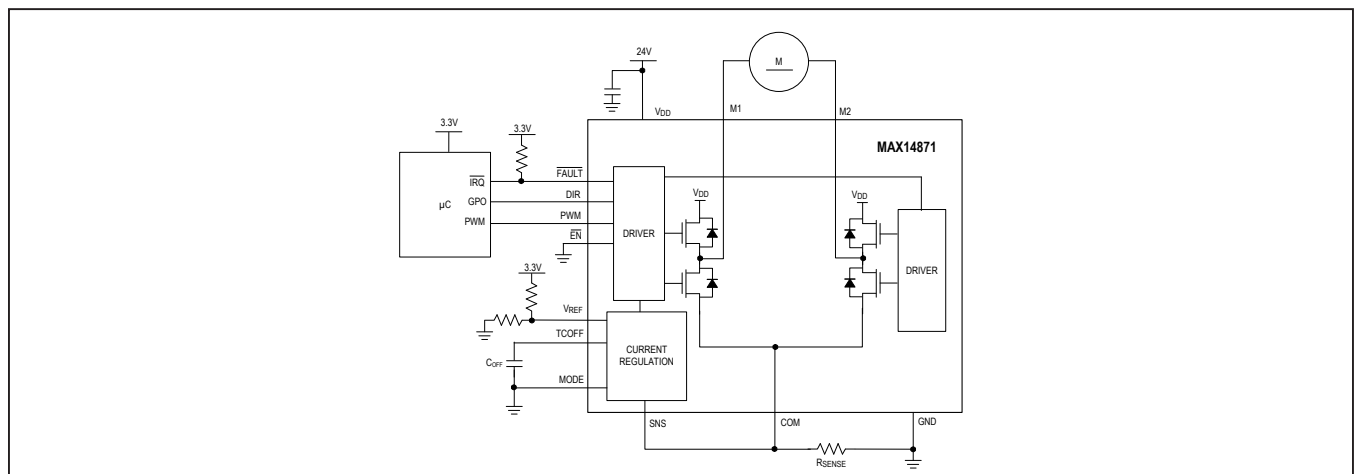 24V
M
VDD
M1
M2
3.3V
3.3V
MAX14871
µC
IRQ
FAULT
GPO
DIR
PWM
PWM
EN
DRIVER
VDD
VDD
DRIVER
3.3V
VREF
TCOFF
COFF
CURRENT
REGULATION
MODE
SNS
COM
GND
RSENSE